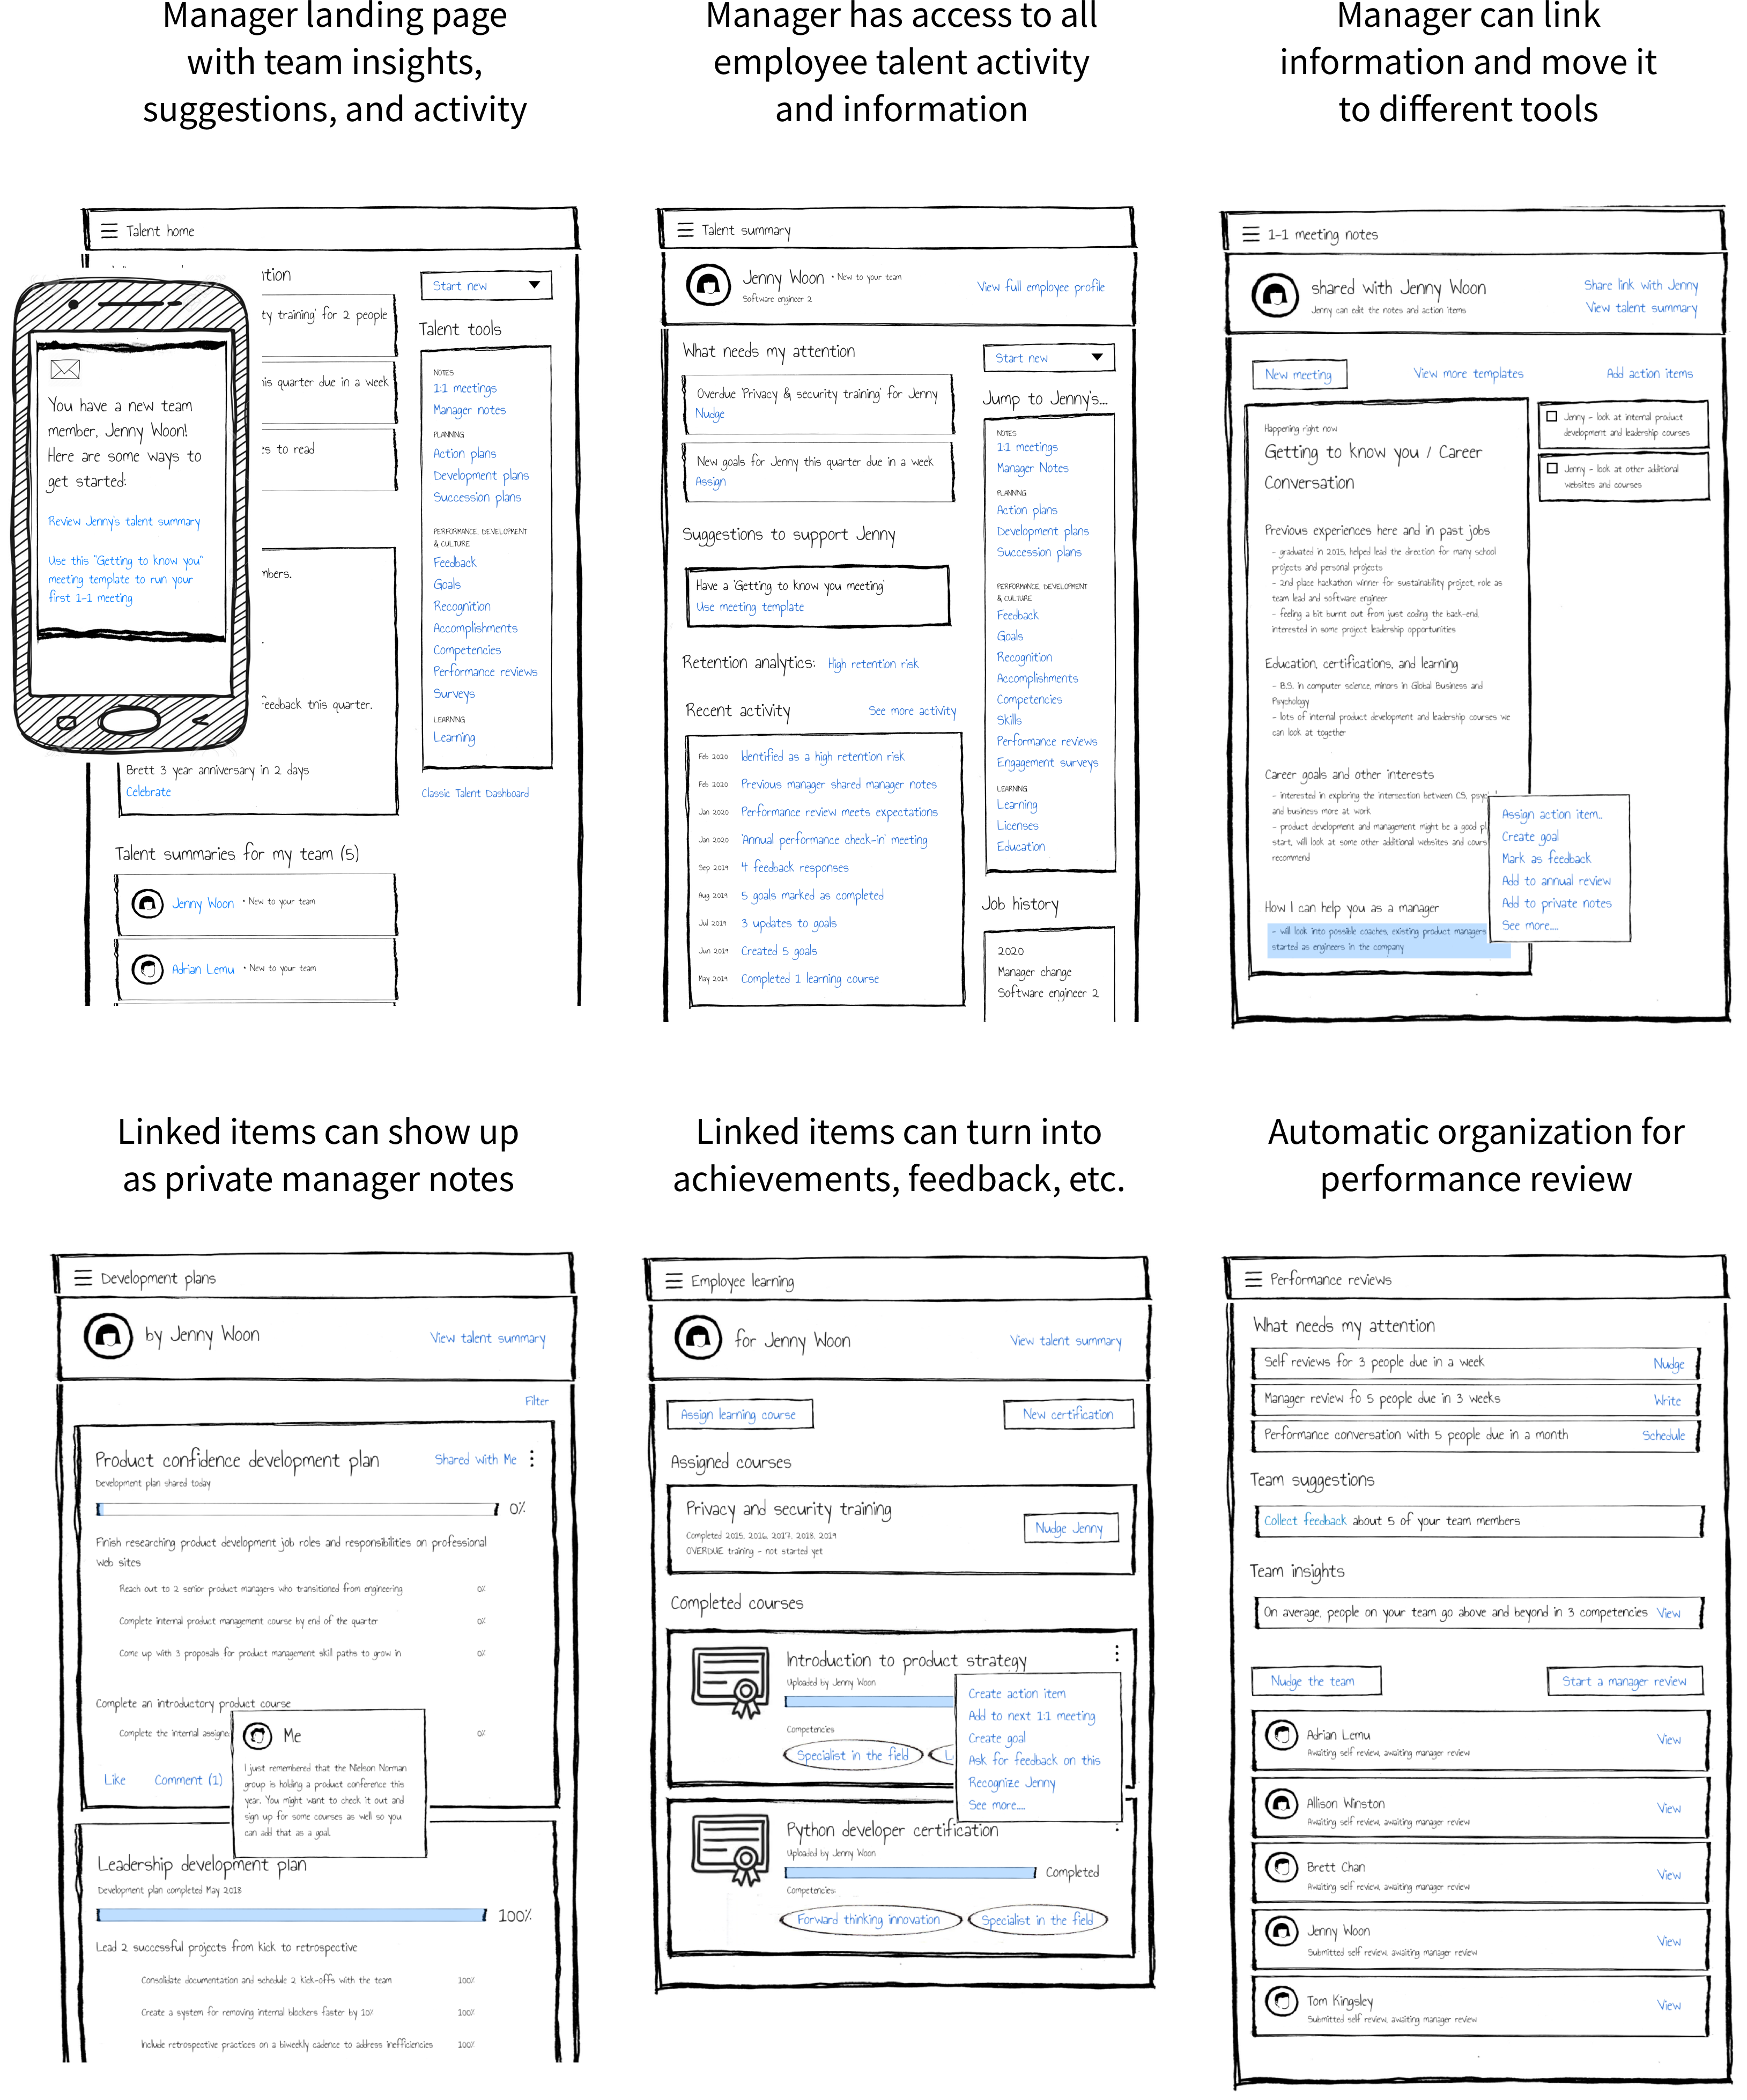 Manager landing page
with team insights,
suggestions, and activity
Talent home
You have a new team
member, Jenny Woon!
Here are some ways to
get started:
Review Jenny's talent summary
Use this "Getting to know you"
meeting template to run your
first 1-1 meeting
ty training' for 2 people
his quarter due in a week
es to read
mbers.
feedback this quarter.
Brett 3 year anniversary in 2 days
Celebrate
Talent summaries for my team (5)
Jenny Woon • New to your team
Adrian Lemu • New to your team
Start new
Talent tools
NOTES
1:1 meetings
Manager notes
PLANNING
Action plans
Development plans
Succession plans
PERFORMANCE, DEVELOPMENT
& CULTURE
Feedback
Goals
Recognition
Accomplishments
Competencies
Performance reviews
Surveys
LEARNING
Learning
Classic Talent Dashboard
Manager has access to all
employee talent activity
and information
Talent summary
Jenny Woon • New to your team
Software engineer 2
View full employee profile
What needs my attention
Overdue 'Privacy & security training' for Jenny
Nudge
New goals for Jenny this quarter due in a week
Assign
Suggestions to support Jenny
Have a 'Getting to know you meeting'
Use meeting template
Retention analytics: High retention risk
Recent activity See more activity
Feb 2020 Identified as a high retention risk
Feb 2020 Previous manager shared manager notes
Jan 2020 Performance review meets expectations
Jan 2020 'Annual performance check-in' meeting
Sep 2019 4 feedback responses
Aug 2019 5 goals marked as completed
Jul 2019 3 updates to goals
Jun 2019 Created 5 goals
May 2019 Completed 1 learning course
Start new
Jump to Jenny's...
NOTES
1:1 meetings
Manager Notes
PLANNING
Action plans
Development plans
Succession plans
PERFORMANCE, DEVELOPMENT
& CULTURE
Feedback
Goals
Recognition
Accomplishments
Competencies
Skills
Performance reviews
Engagement surveys
LEARNING
Learning
Licenses
Education
Job history
2020
Manager change
Software engineer 2
Manager can link
information and move it
to different tools
1-1 meeting notes
shared with Jenny Woon
Jenny can edit the notes and action items
Share link with Jenny
View talent summary
New meeting View more templates Add action items
Happening right now
Getting to know you / Career
Conversation
Previous experiences here and in past jobs
- graduated in 2015, helped lead the direction for many school
projects and personal projects
- 2nd place hackathon winner for sustainability project, role as
team lead and software engineer
- feeling a bit burnt out from just coding the back-end,
interested in some project leadership opportunities
Education, certifications, and learning
- B.S. in computer science, minors in Global Business and
Psychology
- lots of internal product development and leadership courses we
can look at together
Career goals and other interests
- interested in exploring the intersection between CS, psyc
and business more at work
- product development and management might be a good pl
start, will look at some other additional websites and cours
recommend
How I can help you as a manager
- will look into possible coaches, existing product managers
started as engineers in the company
Jenny - look at internal product
development and leadership courses
Jenny - look at other additional
websites and courses
Assign action item..
Create goal
Mark as feedback
Add to annual review
Add to private notes
See more....
Linked items can show up
as private manager notes
Development plans
by Jenny Woon View talent summary
Filter
Product confidence development plan Shared with Me
Development plan shared today
0%
Finish researching product development job roles and responsibilities on professional
web sites
Reach out to 2 senior product managers who transitioned from engineering 0%
Complete internal product management course by end of the quarter 0%
Come up with 3 proposals for product management skill paths to grow in 0%
Complete an introductory product course
Complete the internal assigne 0%
Like Comment (1)
Me
I just remembered that the Nielson Norman
group is holding a product conference this
year. You might want to check it out and
sign up for some courses as well so you
can add that as a goal.
Leadership development plan
Development plan completed May 2018
100%
Lead 2 successful projects from kick to retrospective
Consolidate documentation and schedule 2 kick-offs with the team 100%
Create a system for removing internal blockers faster by 10% 100%
Include retrospective practices on a biweekly cadence to address inefficiencies 100%
Linked items can turn into
achievements, feedback, etc.
Employee learning
for Jenny Woon View talent summary
Assign learning course New certification
Assigned courses
Privacy and security training
Completed 2015, 2016, 2017, 2018, 2019
OVERDUE training - not started yet
Nudge Jenny
Completed courses
Introduction to product strategy
Uploaded by Jenny Woon
Competencies
Specialist in the field L
Create action item
Add to next 1:1 meeting
Create goal
Ask for feedback on this
Recognize Jenny
See more....
Python developer certification
Uploaded by Jenny Woon
Completed
Competencies:
Forward thinking innovation Specialist in the field
Automatic organization for
performance review
Performance reviews
What needs my attention
Self reviews for 3 people due in a week Nudge
Manager review fo 5 people due in 3 weeks Write
Performance conversation with 5 people due in a month Schedule
Team suggestions
Collect feedback about 5 of your team members
Team insights
On average, people on your team go above and beyond in 3 competencies View
Nudge the team Start a manager review
Adrian Lemu View
Awaiting self review, awaiting manager review
Allison Winston View
Awaiting self review, awaiting manager review
Brett Chan View
Awaiting self review, awaiting manager review
Jenny Woon View
Submitted self review, awaiting manager review
Tom Kingsley View
Submitted self review, awaiting manager review